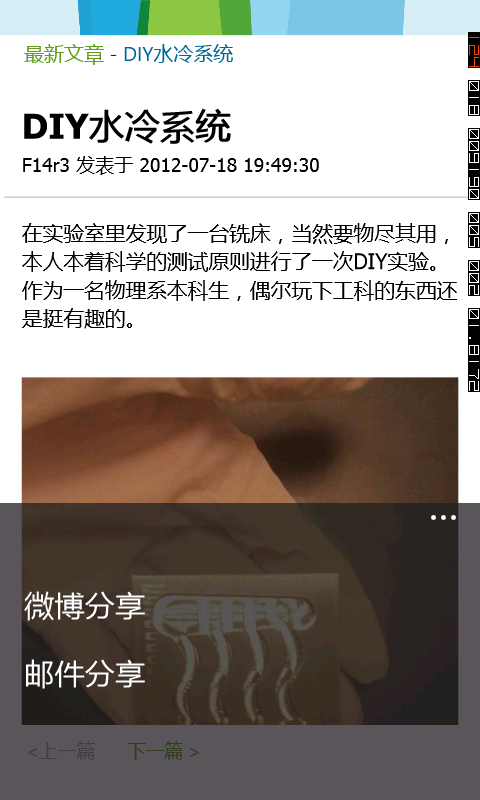 最新文章 - DIY水冷系统
DIY水冷系统
F14r3 发表于 2012-07-18 19:49:30
在实验室里发现了一台铣床，当然要物尽其用，
本人本着科学的测试原则进行了一次DIY实验。
作为一名物理系本科生，偶尔玩下工科的东西还
是挺有趣的。
微博分享
邮件分享
<上一篇 下一篇 >